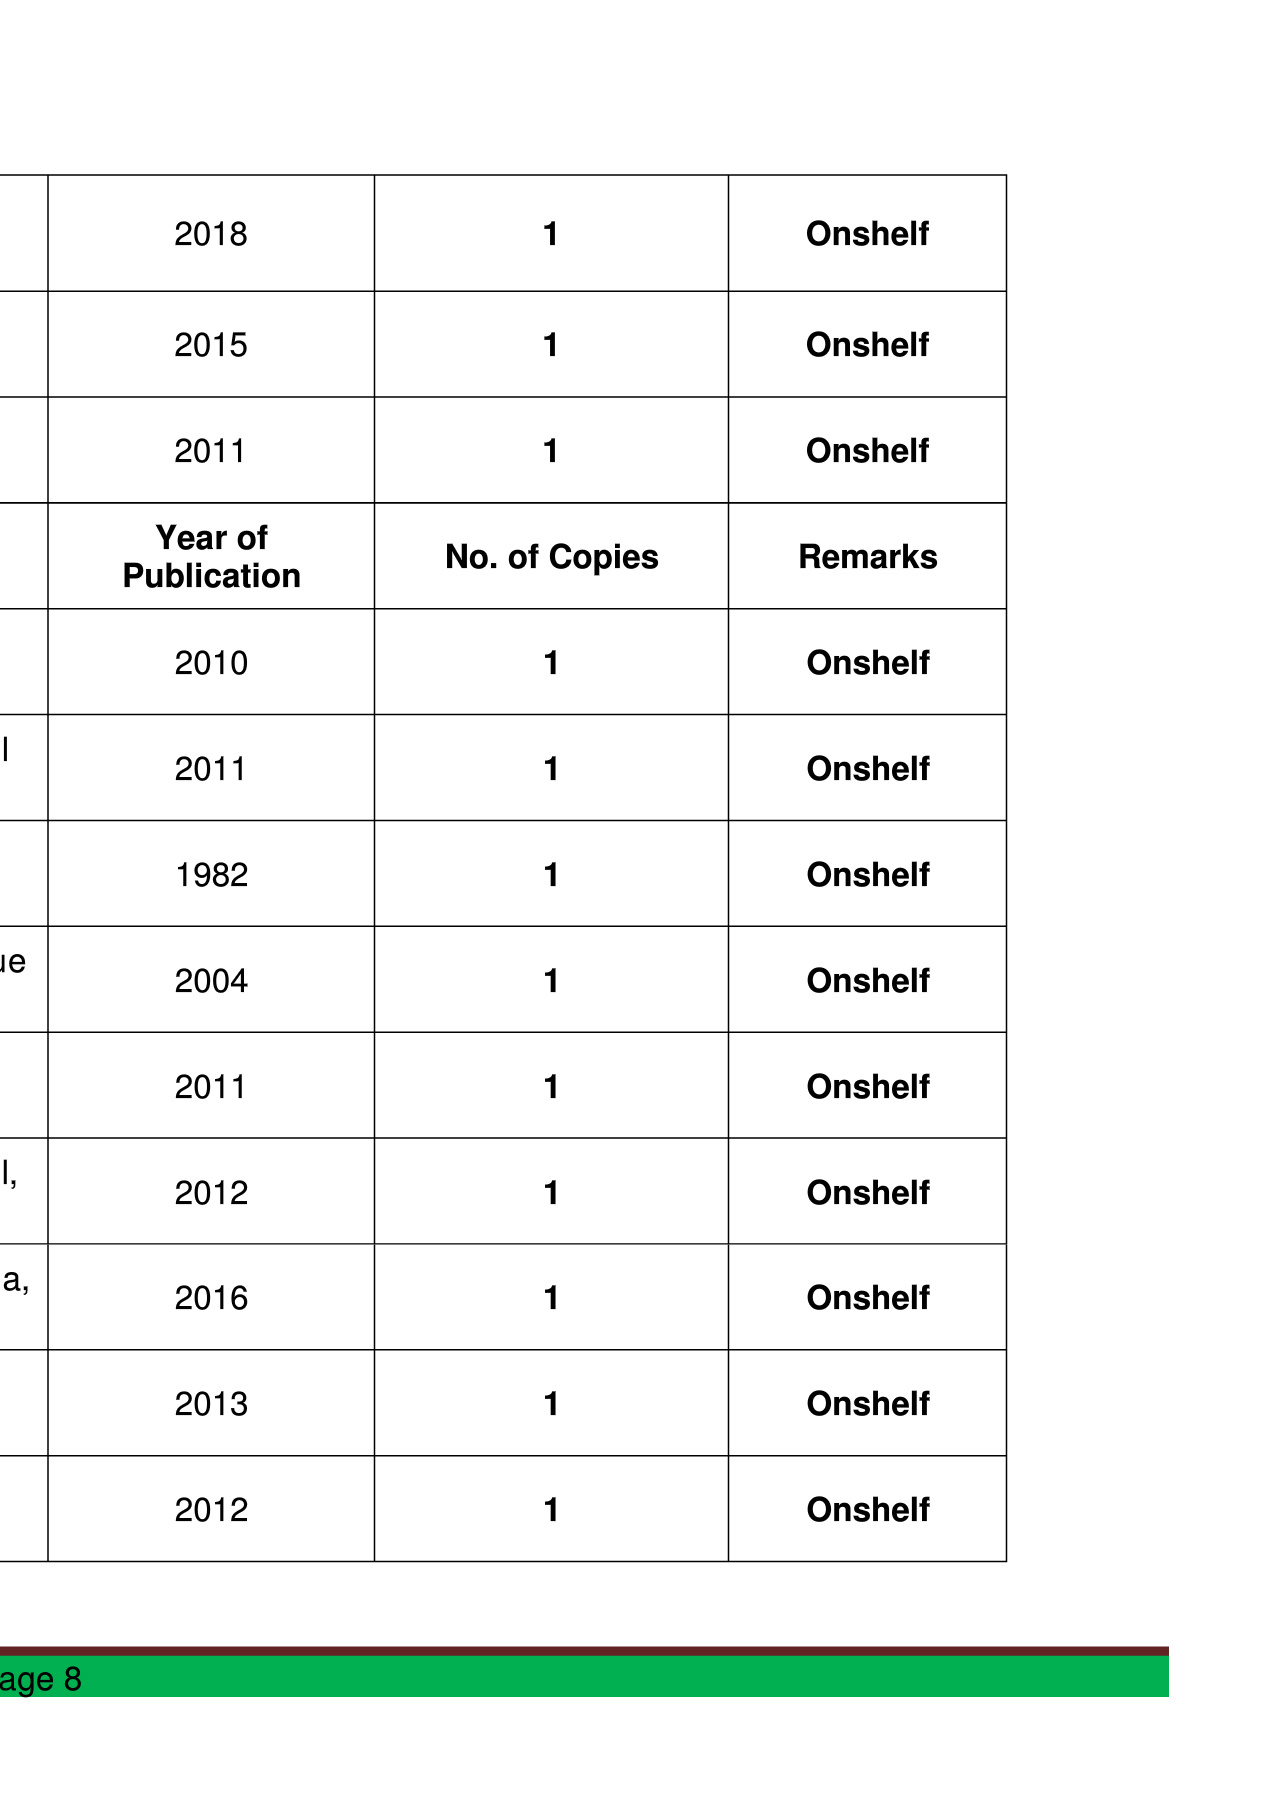 2018 1 Onshelf
2015 1 Onshelf
2011 1 Onshelf
Year of
Publication No. of Copies Remarks
2010 1 Onshelf
l
2011 1 Onshelf
1982 1 Onshelf
ue
2004 1 Onshelf
2011 1 Onshelf
l,
2012 1 Onshelf
a,
2016 1 Onshelf
2013 1 Onshelf
2012 1 Onshelf
age 8